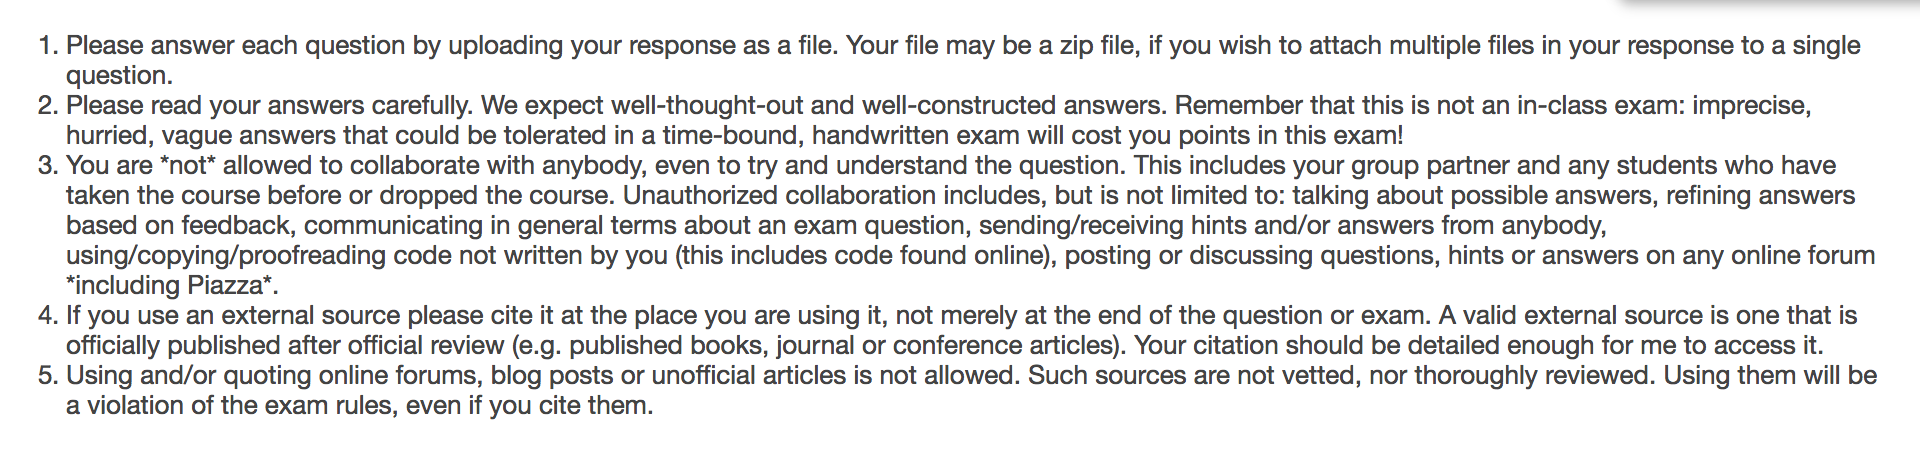 1. Please answer each question by uploading your response as a file. Your file may be a zip file, if you wish to attach multiple files in your response to a single
question.
2. Please read your answers carefully. We expect well-thought-out and well-constructed answers. Remember that this is not an in-class exam: imprecise,
hurried, vague answers that could be tolerated in a time-bound, handwritten exam will cost you points in this exam!
3. You are *not* allowed to collaborate with anybody, even to try and understand the question. This includes your group partner and any students who have
taken the course before or dropped the course. Unauthorized collaboration includes, but is not limited to: talking about possible answers, refining answers
based on feedback, communicating in general terms about an exam question, sending/receiving hints and/or answers from anybody,
using/copying/proofreading code not written by you (this includes code found online), posting or discussing questions, hints or answers on any online forum
*including Piazza*.
4. If you use an external source please cite it at the place you are using it, not merely at the end of the question or exam. A valid external source is one that is
officially published after official review (e.g. published books, journal or conference articles). Your citation should be detailed enough for me to access it.
5. Using and/or quoting online forums, blog posts or unofficial articles is not allowed. Such sources are not vetted, nor thoroughly reviewed. Using them will be
a violation of the exam rules, even if you cite them.